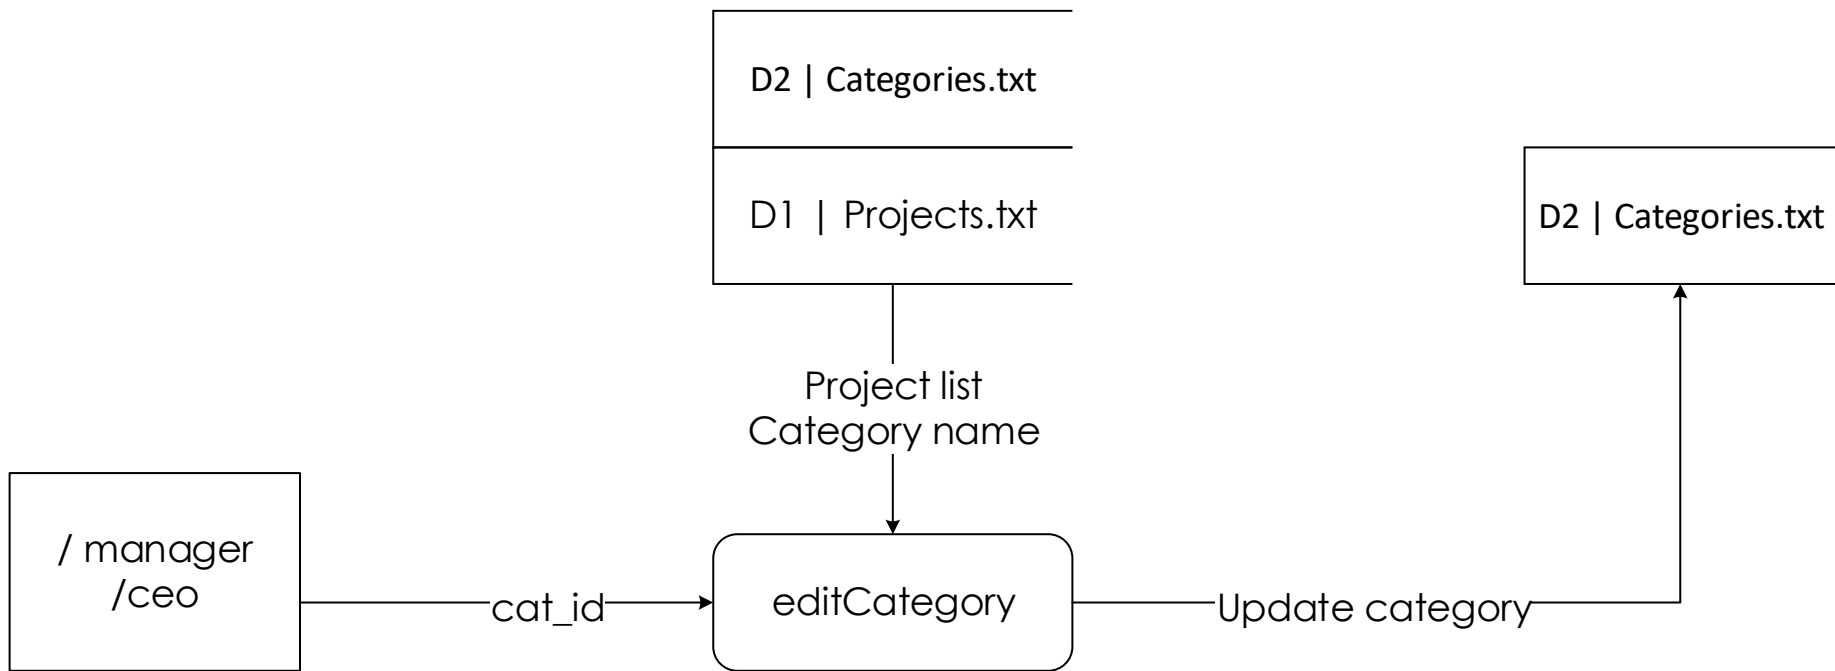 D2 | Categories.txt
D1 | Projects.txt
D2 | Categories.txt
Project list
Category name
/ manager
/ceo
cat_id
editCategory
Update category